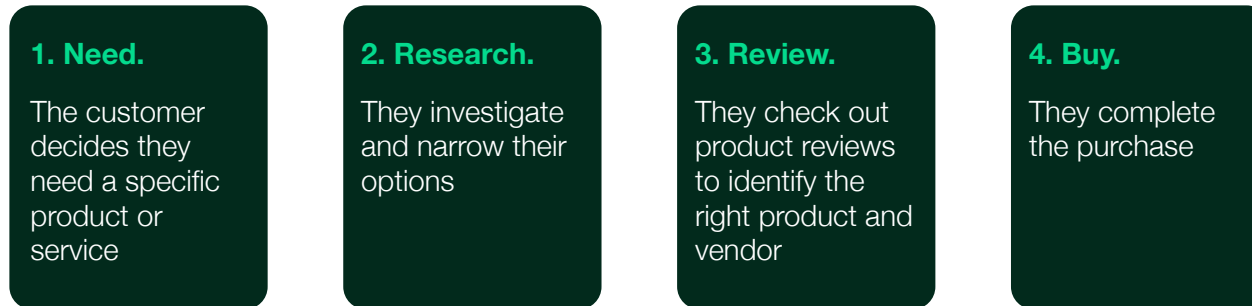 1. Need.
The customer
decides they
need a specific
product or
service
2. Research.
They investigate
and narrow their
options
3. Review.
They check out
product reviews
to identify the
right product and
vendor
4. Buy.
They complete
the purchase